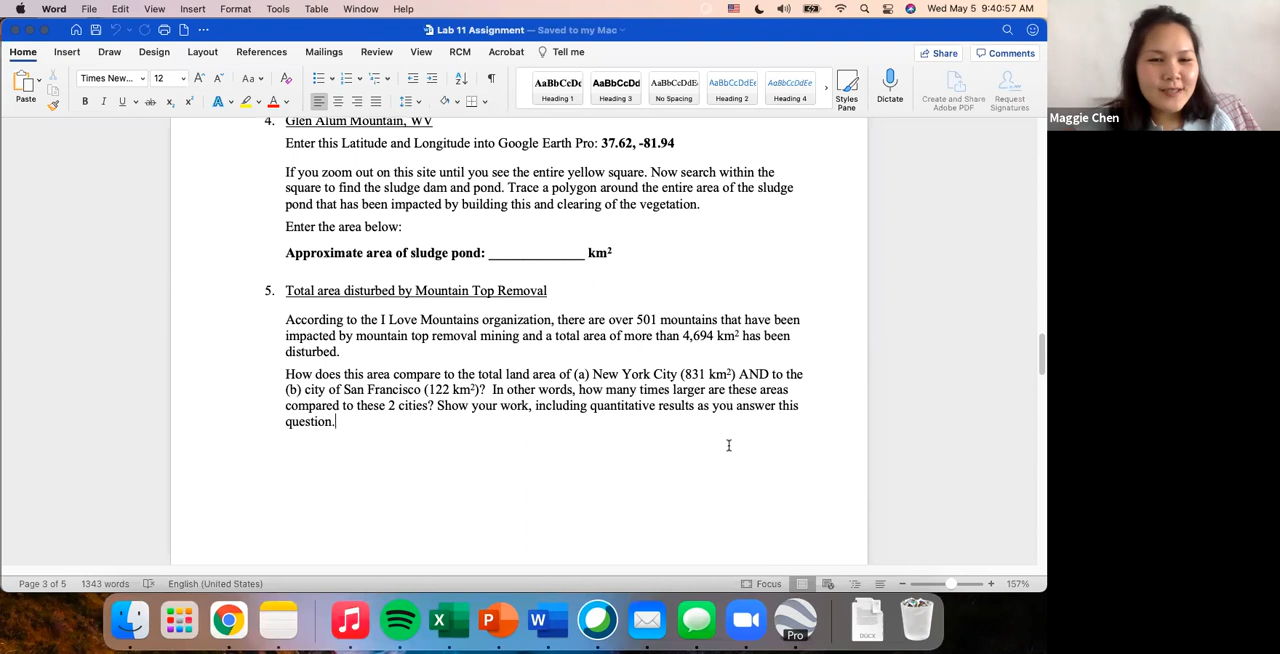 Word File Edit View Insert Format Tools Table Window Help Wed May 5 9:40:57 AM
Lab 11 Assignment — Saved to my Mac
Home Insert Draw Design Layout References Mailings Review View RCM Acrobat Tell me Share Comments
Paste Times New... 12 Aa AaBbCcDc AaBbCcDd AaBbCcDdE AaBbCcDdE AaBbCcDdEe Styles Pane Dictate Create and Share Adobe PDF Request Signatures
Heading 1 Heading 3 No Spacing Heading 2 Heading 4
B I U ab x₂ x² A A
Maggie Chen
4. Glen Alum Mountain, WV
Enter this Latitude and Longitude into Google Earth Pro: 37.62, -81.94
If you zoom out on this site until you see the entire yellow square. Now search within the
square to find the sludge dam and pond. Trace a polygon around the entire area of the sludge
pond that has been impacted by building this and clearing of the vegetation.
Enter the area below:
Approximate area of sludge pond: ______________ km²
5. Total area disturbed by Mountain Top Removal
According to the I Love Mountains organization, there are over 501 mountains that have been
impacted by mountain top removal mining and a total area of more than 4,694 km² has been
disturbed.
How does this area compare to the total land area of (a) New York City (831 km²) AND to the
(b) city of San Francisco (122 km²)?  In other words, how many times larger are these areas
compared to these 2 cities? Show your work, including quantitative results as you answer this
question.
Page 3 of 5 1343 words English (United States) Focus 157%
X P W Pro DOCX